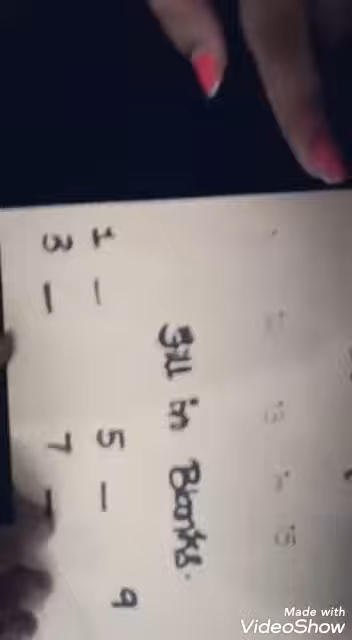 Fill in Blanks.
1 – 5 – 9
3 – 7 –
Made with
VideoShow